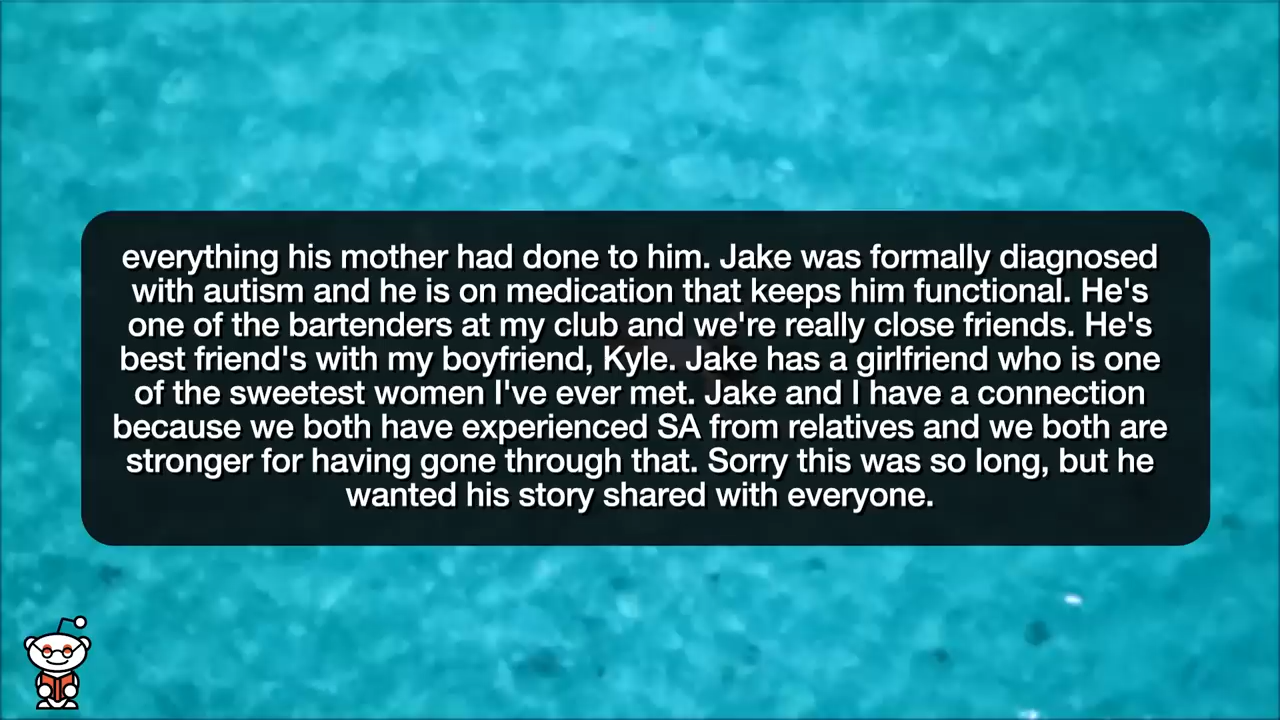 everything his mother had done to him. Jake was formally diagnosed
with autism and he is on medication that keeps him functional. He's
one of the bartenders at my club and we're really close friends. He's
best friend's with my boyfriend, Kyle. Jake has a girlfriend who is one
of the sweetest women I've ever met. Jake and I have a connection
because we both have experienced SA from relatives and we both are
stronger for having gone through that. Sorry this was so long, but he
wanted his story shared with everyone.